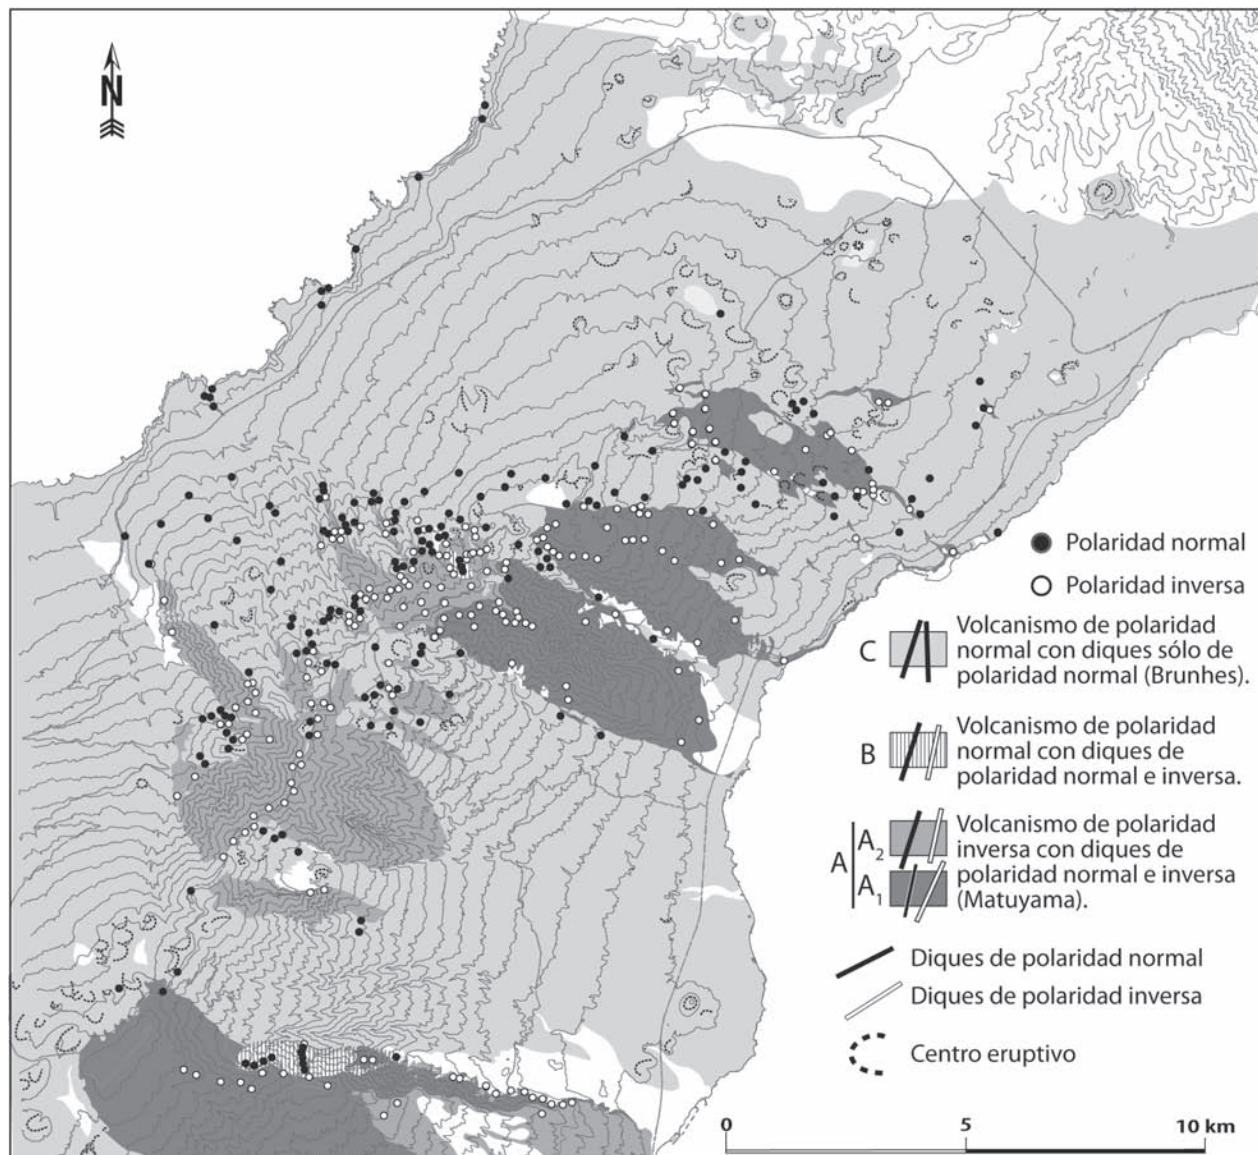 N
Polaridad normal
Polaridad inversa
C
Volcanismo de polaridad
normal con diques sólo de
polaridad normal (Brunhes).
B
Volcanismo de polaridad
normal con diques de
polaridad normal e inversa.
A
A2
A1
Volcanismo de polaridad
inversa con diques de
polaridad normal e inversa
(Matuyama).
Diques de polaridad normal
Diques de polaridad inversa
Centro eruptivo
0 5 10 km